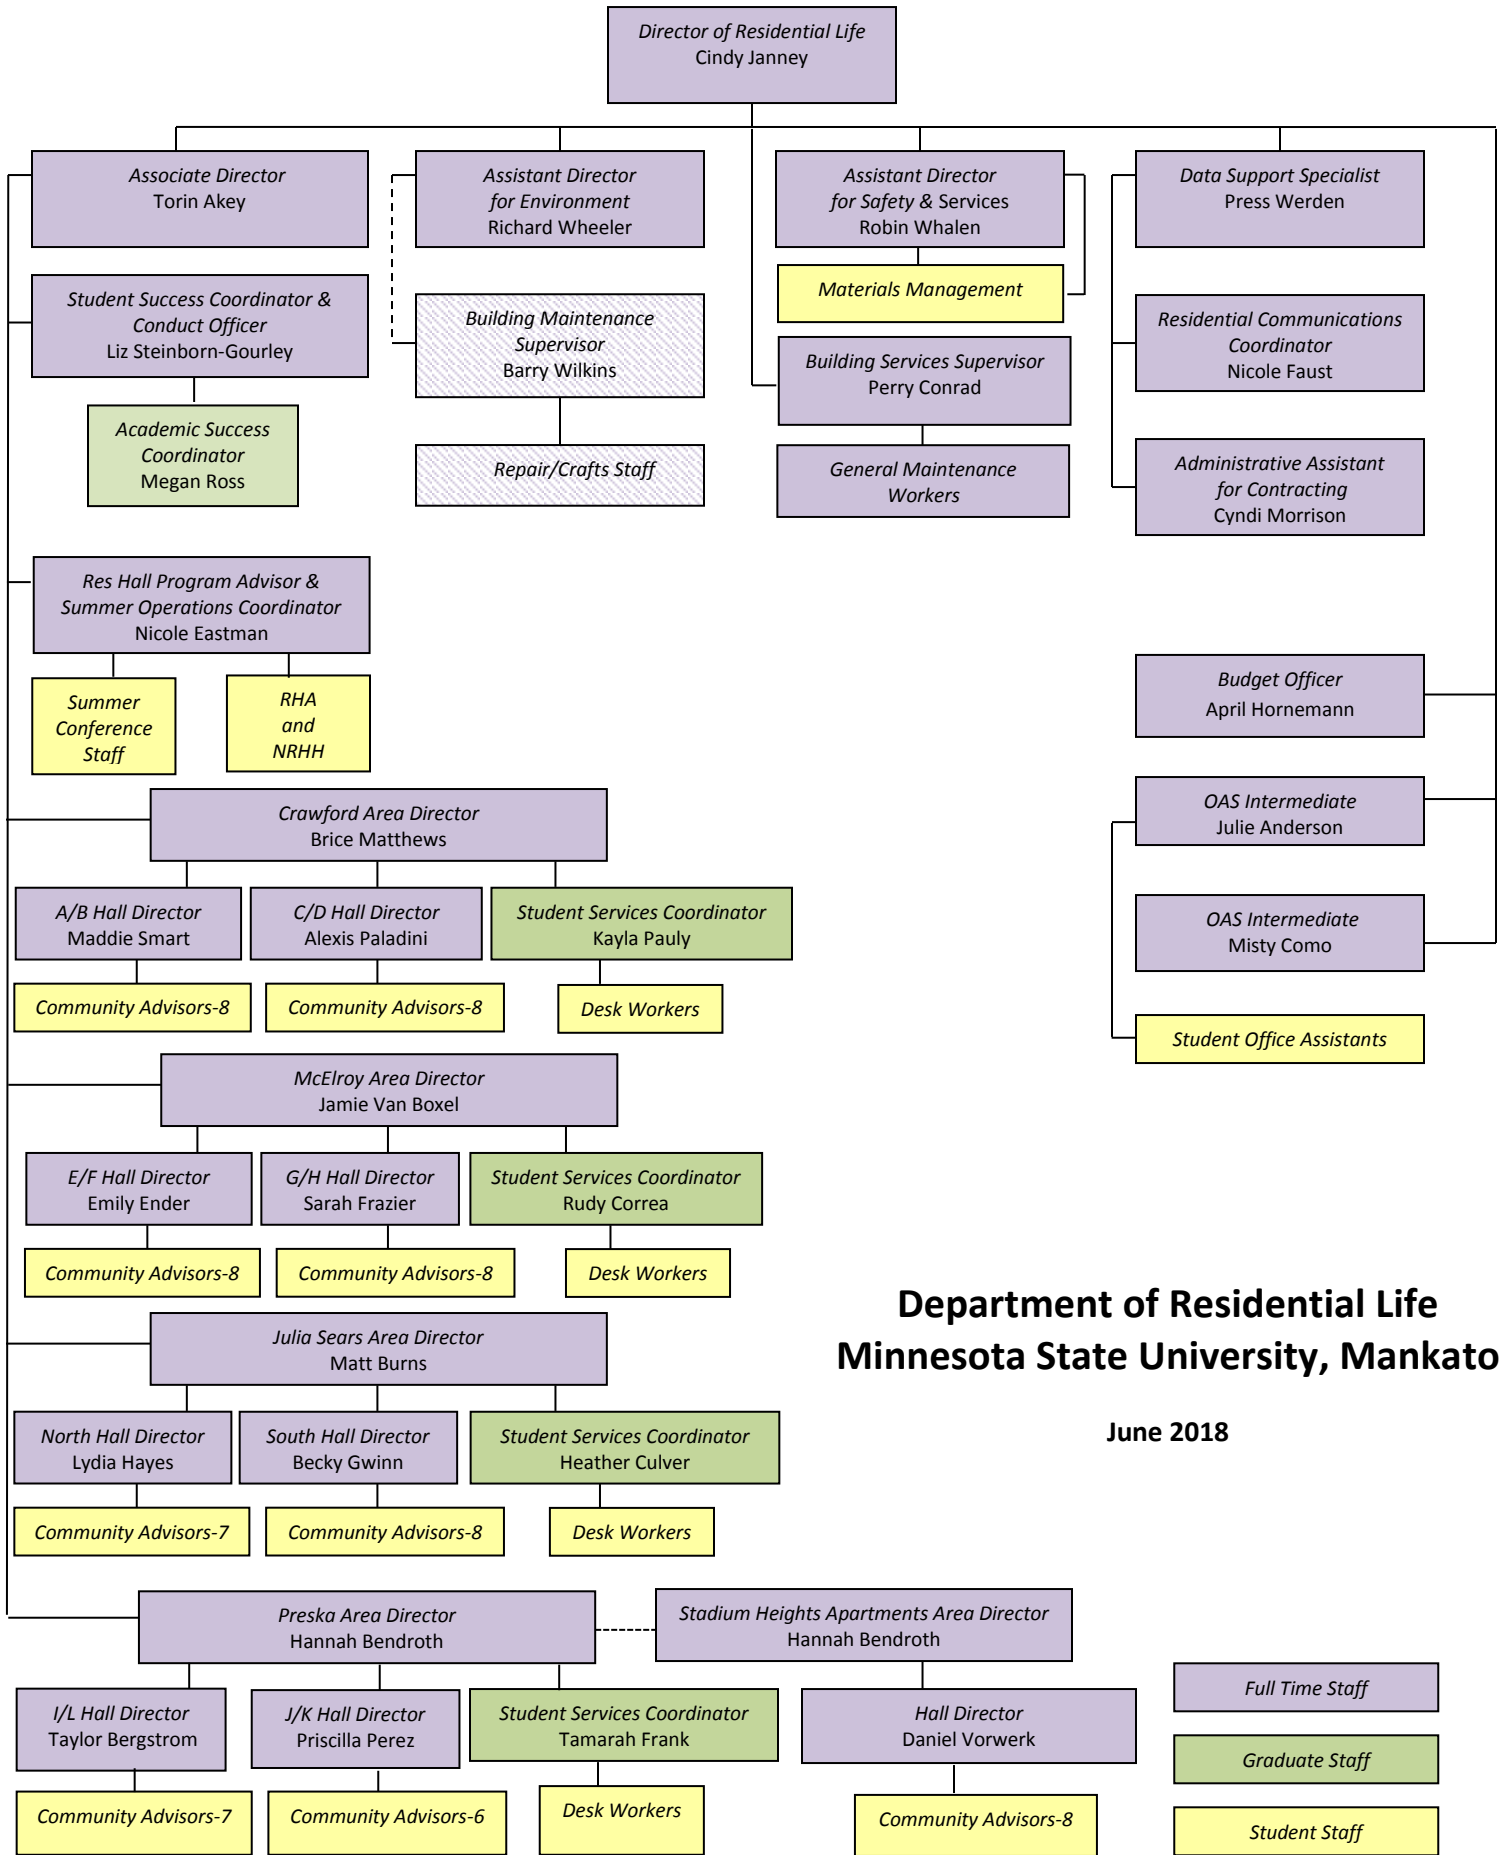 Director of Residential Life
Cindy Janney
Associate Director
Torin Akey
Assistant Director
for Environment
Richard Wheeler
Assistant Director
for Safety & Services
Robin Whalen
Data Support Specialist
Press Werden
Student Success Coordinator &
Conduct Officer
Liz Steinborn-Gourley
Building Maintenance
Supervisor
Barry Wilkins
Materials Management
Building Services Supervisor
Perry Conrad
Residential Communications
Coordinator
Nicole Faust
Academic Success
Coordinator
Megan Ross
Repair/Crafts Staff
General Maintenance
Workers
Administrative Assistant
for Contracting
Cyndi Morrison
Res Hall Program Advisor &
Summer Operations Coordinator
Nicole Eastman
Summer
Conference
Staff
RHA
and
NRHH
Budget Officer
April Hornemann
OAS Intermediate
Julie Anderson
OAS Intermediate
Misty Como
Student Office Assistants
Crawford Area Director
Brice Matthews
A/B Hall Director
Maddie Smart
C/D Hall Director
Alexis Paladini
Student Services Coordinator
Kayla Pauly
Community Advisors-8
Community Advisors-8
Desk Workers
McElroy Area Director
Jamie Van Boxel
E/F Hall Director
Emily Ender
G/H Hall Director
Sarah Frazier
Student Services Coordinator
Rudy Correa
Community Advisors-8
Community Advisors-8
Desk Workers
Department of Residential Life
Minnesota State University, Mankato
June 2018
Julia Sears Area Director
Matt Burns
North Hall Director
Lydia Hayes
South Hall Director
Becky Gwinn
Student Services Coordinator
Heather Culver
Community Advisors-7
Community Advisors-8
Desk Workers
Preska Area Director
Hannah Bendroth
Stadium Heights Apartments Area Director
Hannah Bendroth
I/L Hall Director
Taylor Bergstrom
J/K Hall Director
Priscilla Perez
Student Services Coordinator
Tamarah Frank
Hall Director
Daniel Vorwerk
Community Advisors-7
Community Advisors-6
Desk Workers
Community Advisors-8
Full Time Staff
Graduate Staff
Student Staff